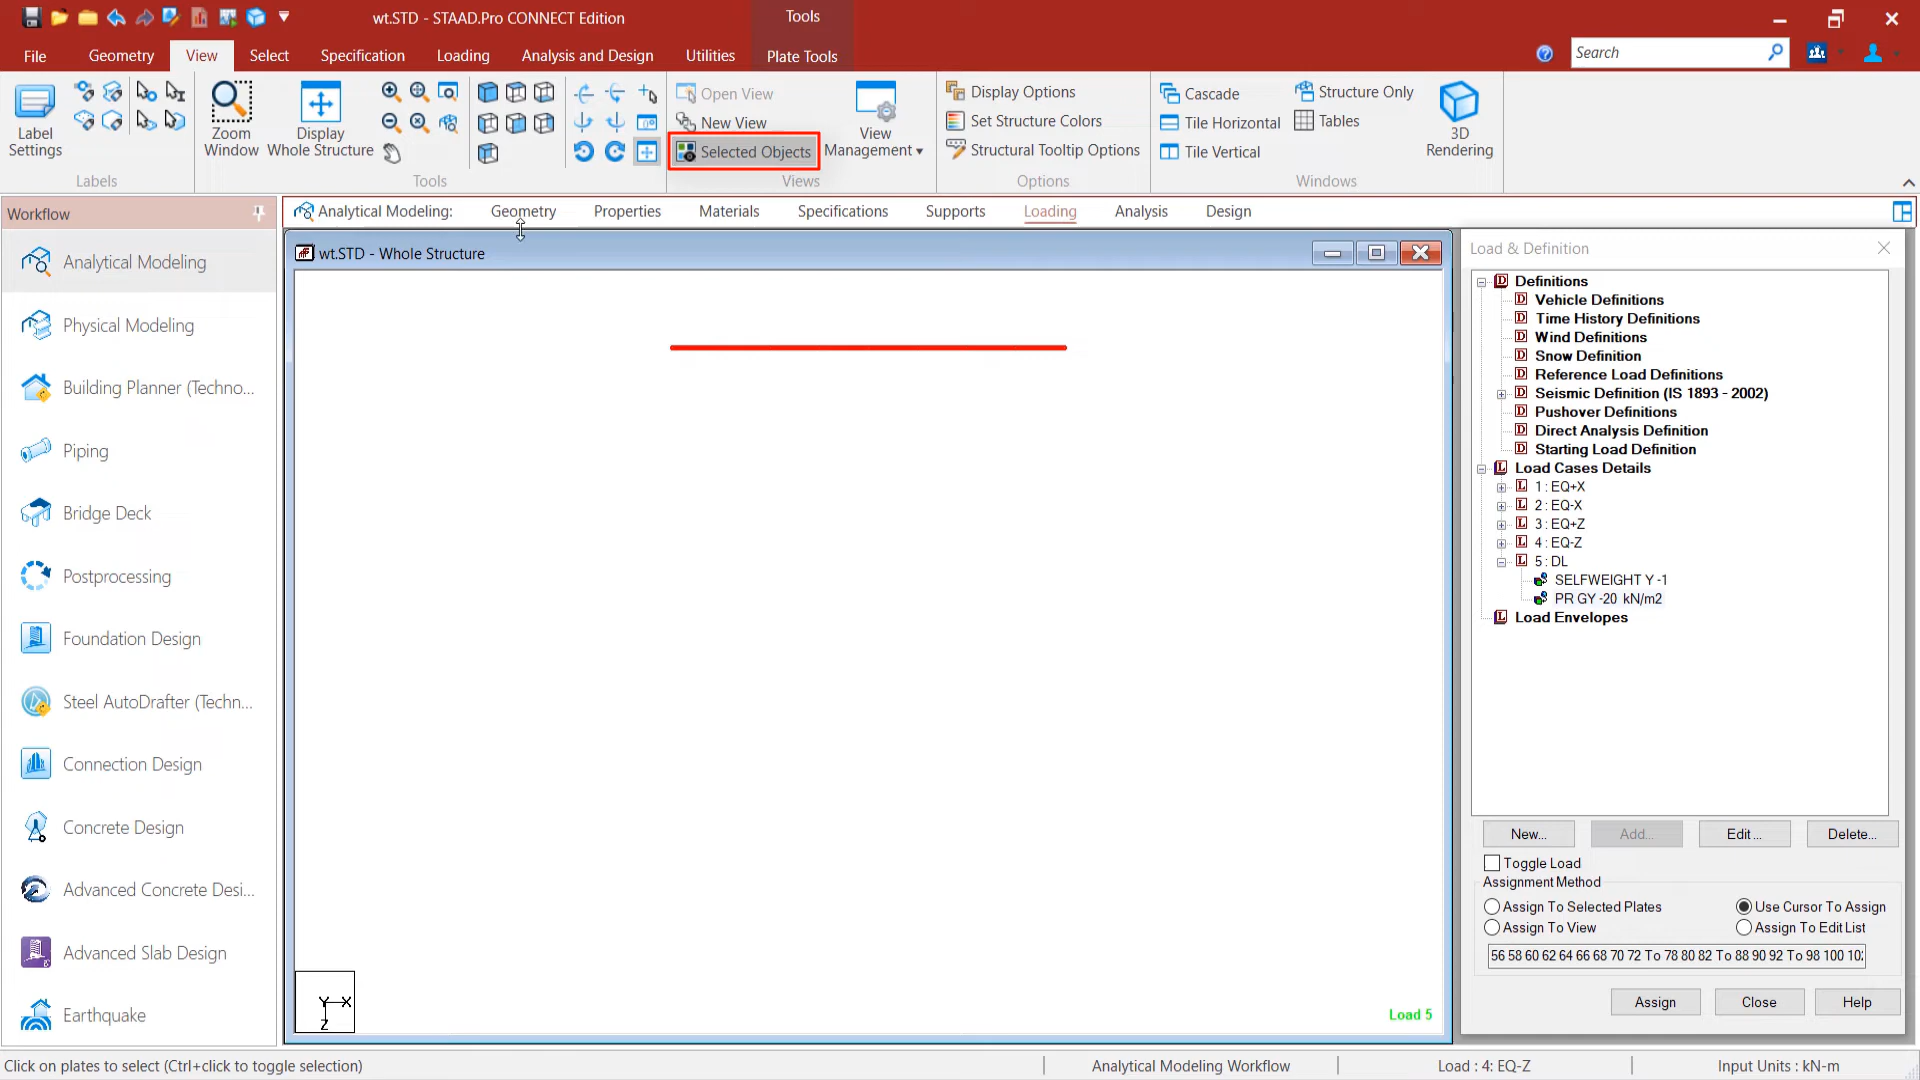 wt.STD - STAAD.Pro CONNECT Edition
Tools
File
Geometry
View
Select
Specification
Loading
Analysis and Design
Utilities
Plate Tools
Search
Label
Settings
Zoom
Window
Display
Whole Structure
Open View
New View
Selected Objects
View
Management
Display Options
Set Structure Colors
Structural Tooltip Options
Cascade
Tile Horizontal
Tile Vertical
Structure Only
Tables
3D
Rendering
Labels
Tools
Views
Options
Windows
Workflow
Analytical Modeling:
Geometry
Properties
Materials
Specifications
Supports
Loading
Analysis
Design
Analytical Modeling
Physical Modeling
Building Planner (Techno...
Piping
Bridge Deck
Postprocessing
Foundation Design
Steel AutoDrafter (Techn...
Connection Design
Concrete Design
Advanced Concrete Desi...
Advanced Slab Design
Earthquake
wt.STD - Whole Structure
Y X
Z
Load 5
Load & Definition
Definitions
Vehicle Definitions
Time History Definitions
Wind Definitions
Snow Definition
Reference Load Definitions
Seismic Definition (IS 1893 - 2002)
Pushover Definitions
Direct Analysis Definition
Starting Load Definition
Load Cases Details
1 : EQ+X
2 : EQ-X
3 : EQ+Z
4 : EQ-Z
5 : DL
SELFWEIGHT Y -1
PR GY -20 kN/m2
Load Envelopes
New...
Add...
Edit...
Delete...
Toggle Load
Assignment Method
Assign To Selected Plates
Use Cursor To Assign
Assign To View
Assign To Edit List
56 58 60 62 64 66 68 70 72 To 78 80 82 To 88 90 92 To 98 100 10
Assign
Close
Help
Click on plates to select (Ctrl+click to toggle selection)
Analytical Modeling Workflow
Load : 4: EQ-Z
Input Units : kN-m